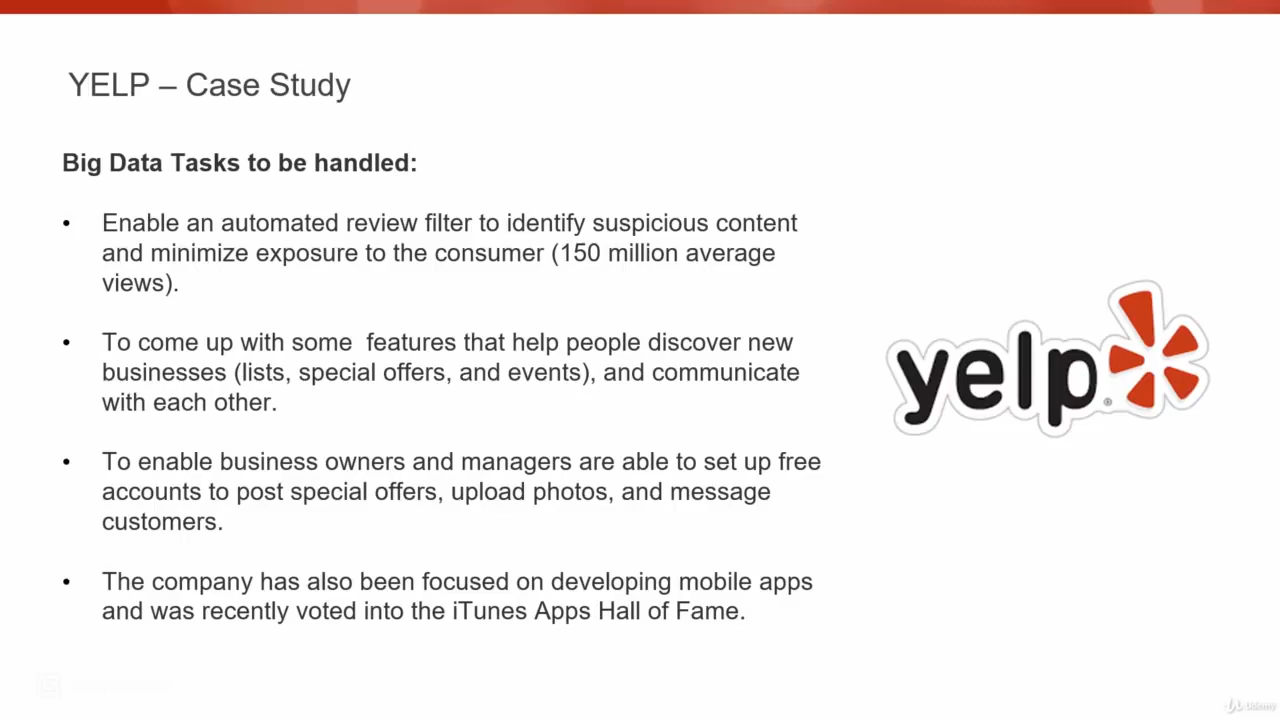 YELP – Case Study
Big Data Tasks to be handled:
• Enable an automated review filter to identify suspicious content
and minimize exposure to the consumer (150 million average
views).
• To come up with some  features that help people discover new
businesses (lists, special offers, and events), and communicate
with each other.
yelp®
• To enable business owners and managers are able to set up free
accounts to post special offers, upload photos, and message
customers.
• The company has also been focused on developing mobile apps
and was recently voted into the iTunes Apps Hall of Fame.
Udemy